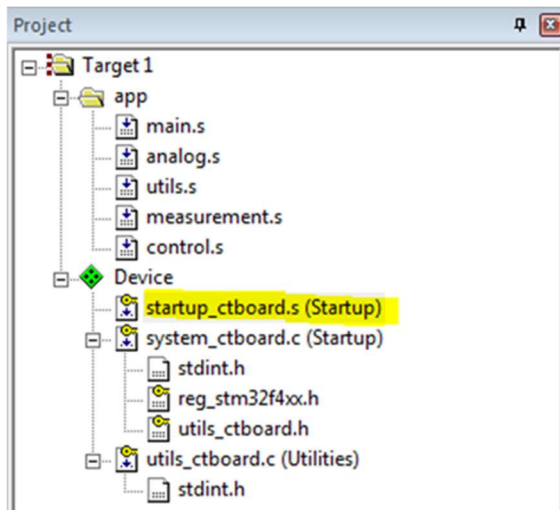 Project
Target 1
app
main.s
analog.s
utils.s
measurement.s
control.s
Device
startup_ctboard.s (Startup)
system_ctboard.c (Startup)
stdint.h
reg_stm32f4xx.h
utils_ctboard.h
utils_ctboard.c (Utilities)
stdint.h